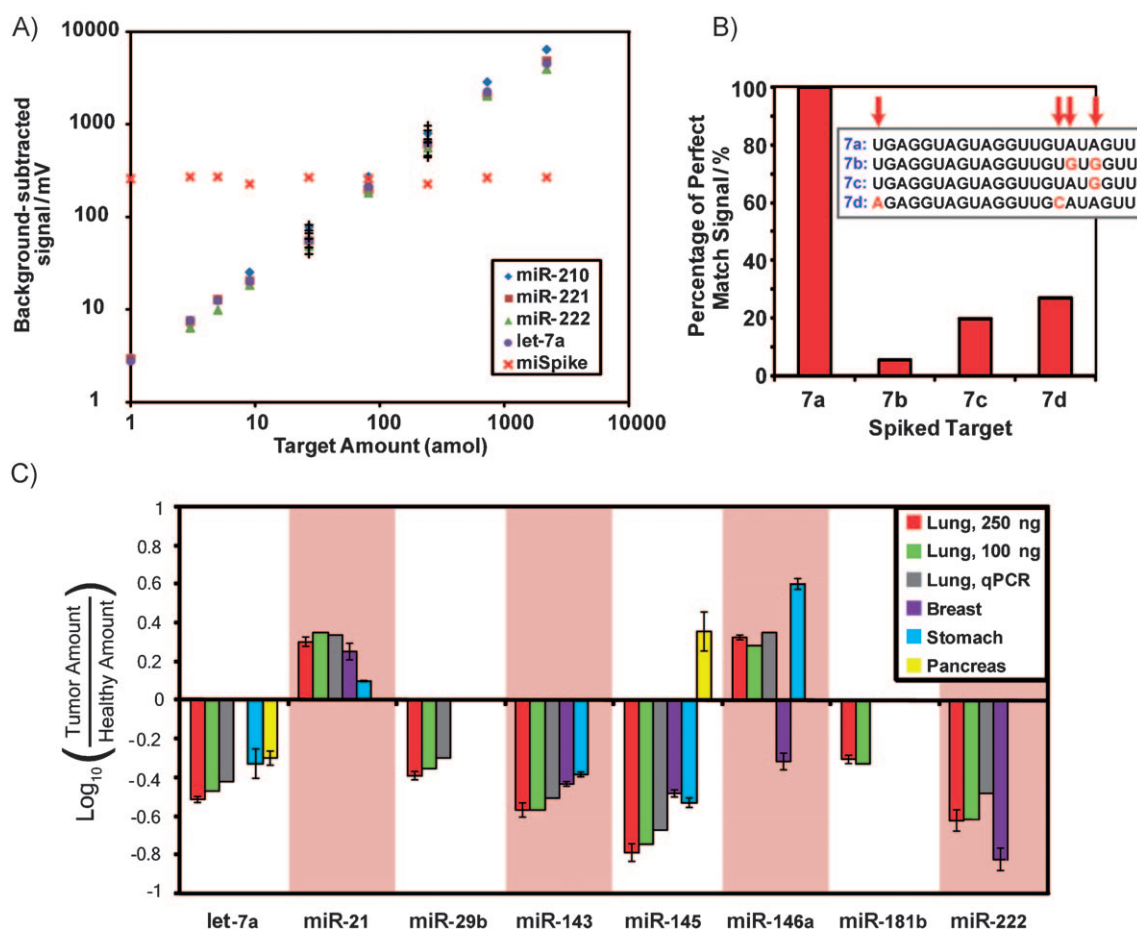 A)
10000
1000
100
10
1
Background-subtracted
signal/mV
1
10
100
1000
10000
Target Amount (amol)
miR-210
miR-221
miR-222
let-7a
miSpike
B)
100
80
60
40
20
0
Percentage of Perfect
Match Signal/%
7a: UGAGGUAGUAGGUUGUAUAGUU
7b: UGAGGUAGUAGGUUGUGUGGUU
7c: UGAGGUAGUAGGUUGUAUGGUU
7d: AGAGGUAGUAGGUUGCAUAGUU
7a
7b
7c
7d
Spiked Target
C)
1
0.8
0.6
0.4
0.2
0
-0.2
-0.4
-0.6
-0.8
-1
Log10 (Tumor Amount
Healthy Amount)
Lung, 250 ng
Lung, 100 ng
Lung, qPCR
Breast
Stomach
Pancreas
let-7a
miR-21
miR-29b
miR-143
miR-145
miR-146a
miR-181b
miR-222